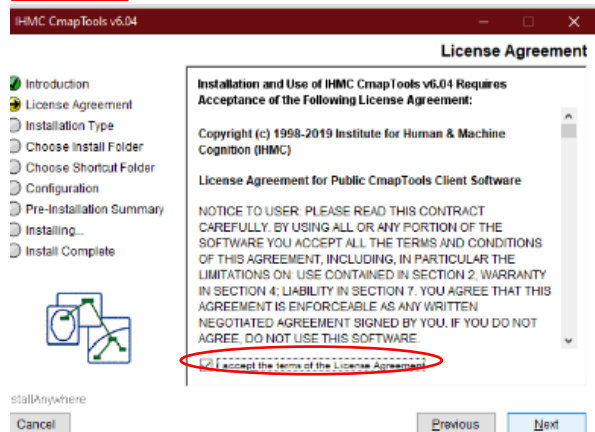 IHMC CmapTools v6.04
License Agreement
Introduction
License Agreement
Installation Type
Choose Install Folder
Choose Shortcut Folder
Configuration
Pre-Installation Summary
Installing...
Install Complete
Installation and Use of IHMC CmapTools v6.04 Requires
Acceptance of the Following License Agreement:
Copyright (c) 1998-2019 Institute for Human & Machine
Cognition (IHMC)
License Agreement for Public CmapTools Client Software
NOTICE TO USER: PLEASE READ THIS CONTRACT
CAREFULLY. BY USING ALL OR ANY PORTION OF THE
SOFTWARE YOU ACCEPT ALL THE TERMS AND CONDITIONS
OF THIS AGREEMENT, INCLUDING, IN PARTICULAR THE
LIMITATIONS ON: USE CONTAINED IN SECTION 2; WARRANTY
IN SECTION 4; LIABILITY IN SECTION 7. YOU AGREE THAT THIS
AGREEMENT IS ENFORCEABLE AS ANY WRITTEN
NEGOTIATED AGREEMENT SIGNED BY YOU. IF YOU DO NOT
AGREE, DO NOT USE THIS SOFTWARE.
I accept the terms of the License Agreement
stallAnywhere
Cancel
Previous
Next